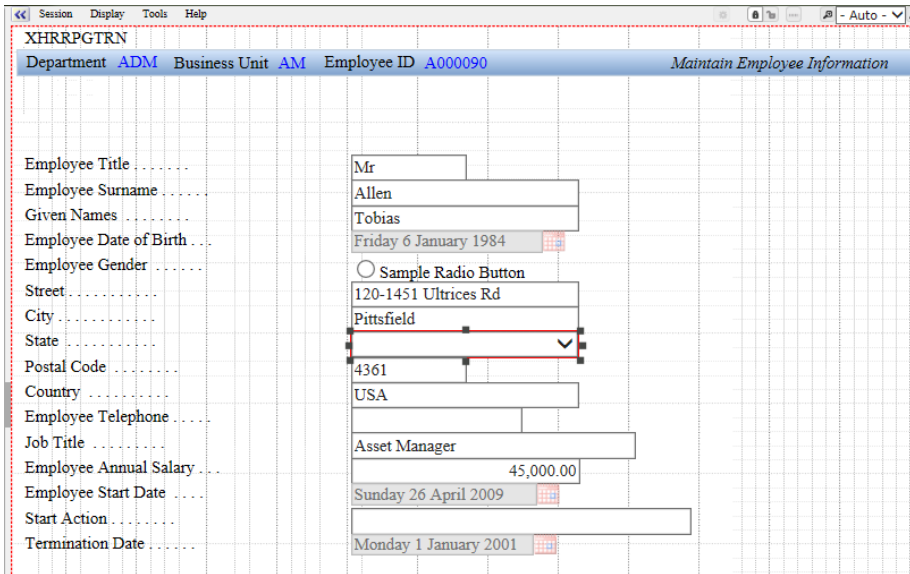 Session Display Tools Help - Auto -
XHRRPGTRN
Department ADM Business Unit AM Employee ID A000090 Maintain Employee Information
Employee Title . . . . . . . Mr
Employee Surname . . . . . . Allen
Given Names . . . . . . . . Tobias
Employee Date of Birth . . . Friday 6 January 1984
Employee Gender . . . . . . Sample Radio Button
Street . . . . . . . . . . . 120-1451 Ultrices Rd
City . . . . . . . . . . . . Pittsfield
State . . . . . . . . . . .
Postal Code . . . . . . . . 4361
Country . . . . . . . . . . USA
Employee Telephone . . . . .
Job Title . . . . . . . . . Asset Manager
Employee Annual Salary . . . 45,000.00
Employee Start Date . . . . Sunday 26 April 2009
Start Action . . . . . . . .
Termination Date . . . . . . Monday 1 January 2001